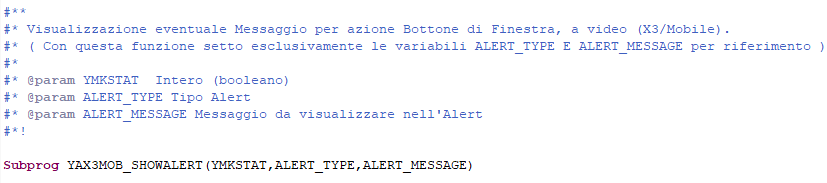 #**
#* Visualizzazione eventuale Messaggio per azione Bottone di Finestra, a video (X3/Mobile).
#* ( Con questa funzione setto esclusivamente le variabili ALERT_TYPE E ALERT_MESSAGE per riferimento )
#*
#* @param YMKSTAT  Intero (booleano)
#* @param ALERT_TYPE Tipo Alert
#* @param ALERT_MESSAGE Messaggio da visualizzare nell'Alert
#*!
Subprog YAX3MOB_SHOWALERT(YMKSTAT,ALERT_TYPE,ALERT_MESSAGE)